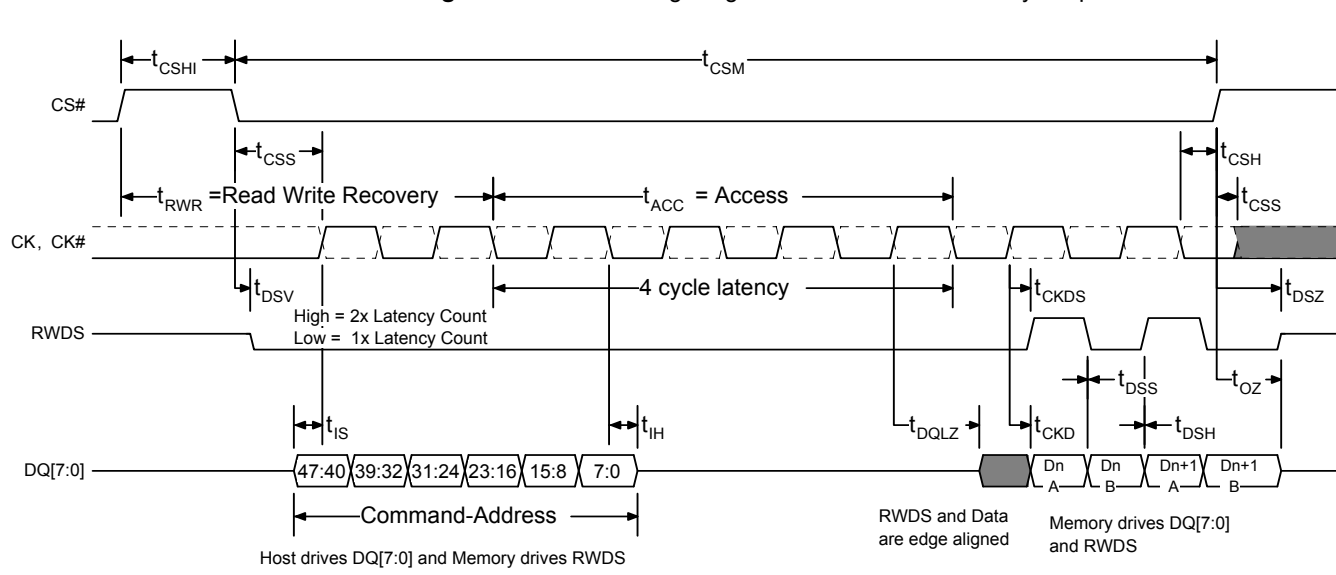 tCSHI
tCSM
CS#
tCSS
tCSH
tRWR =Read Write Recovery
tACC = Access
tCSS
CK, CK#
tDSV
4 cycle latency
tCKDS
tDSZ
High = 2x Latency Count
Low = 1x Latency Count
RWDS
tDSS
tOZ
tIS
tIH
tDQLZ
tCKD
tDSH
DQ[7:0]
47:40 39:32 31:24 23:16 15:8 7:0
Dn A Dn B Dn+1 A Dn+1 B
Command-Address
RWDS and Data
are edge aligned
Memory drives DQ[7:0]
and RWDS
Host drives DQ[7:0] and Memory drives RWDS